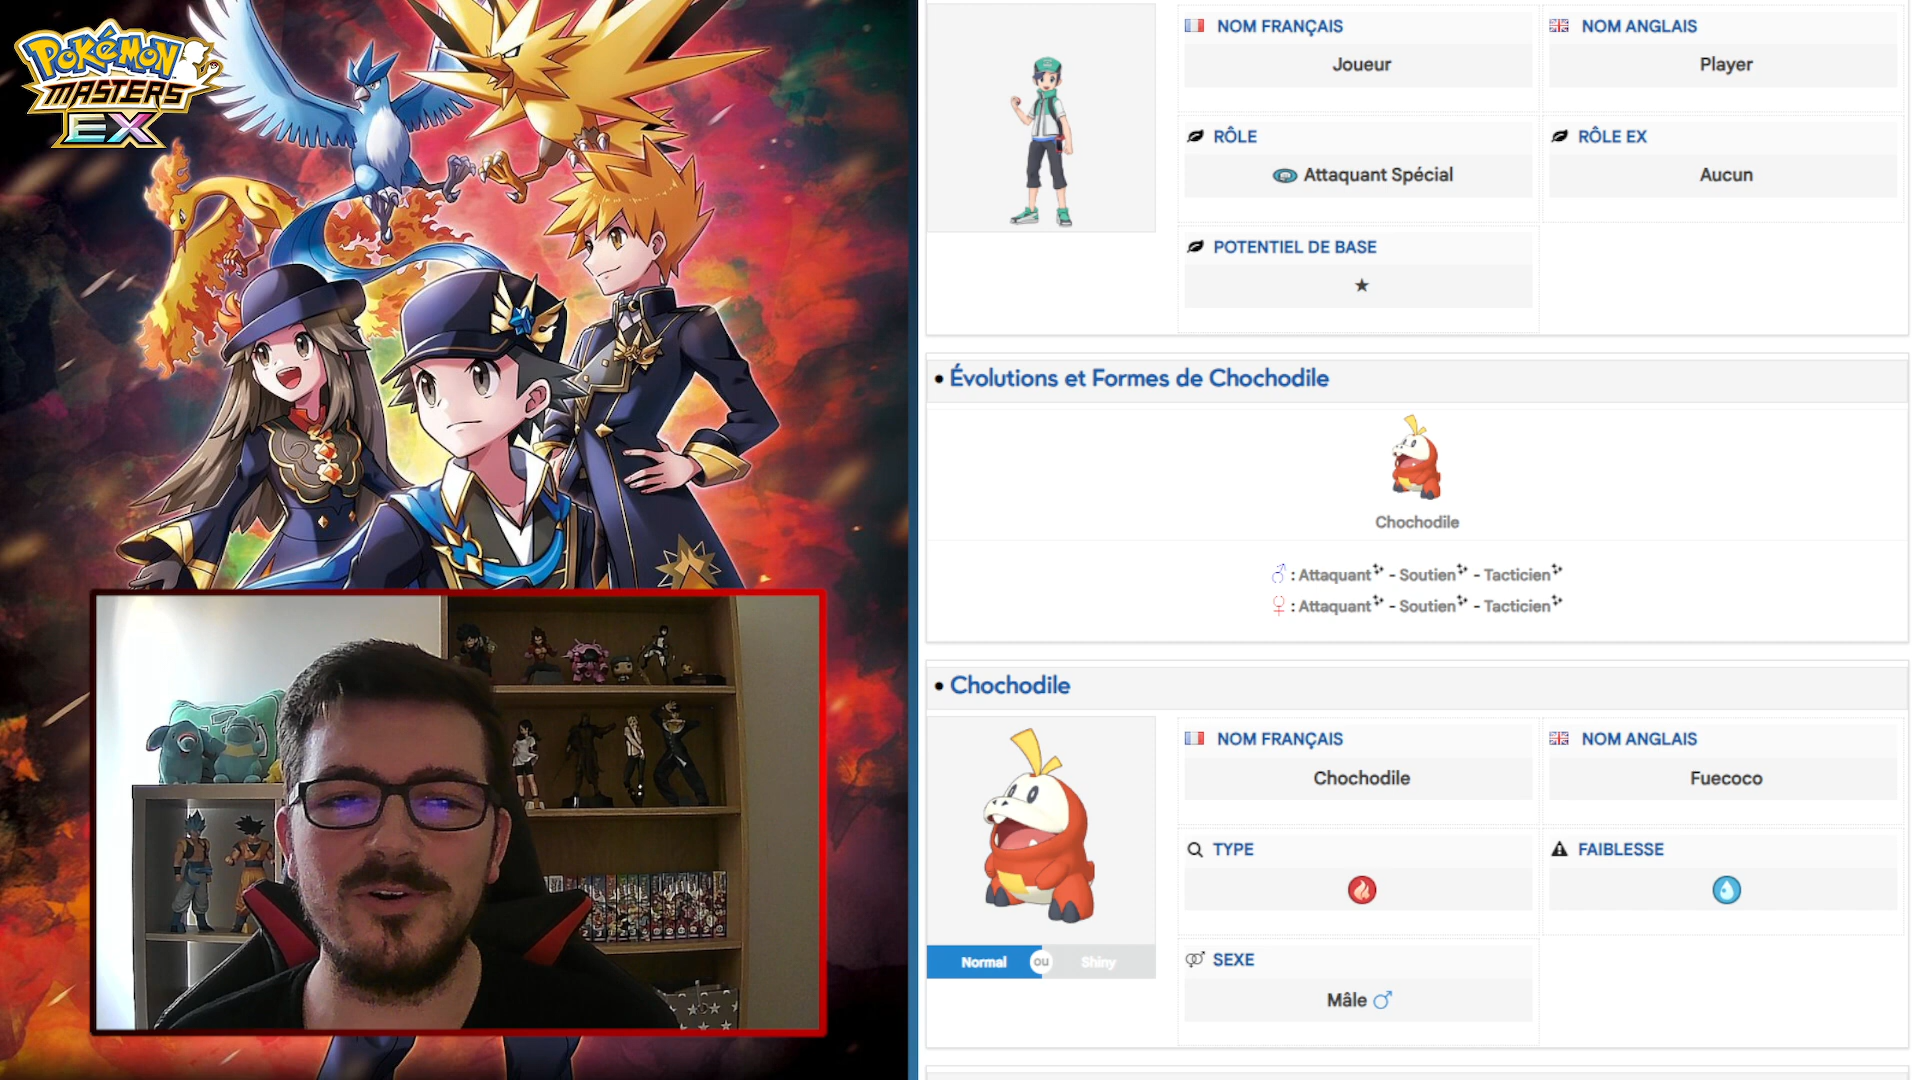 POKéMON
MASTERS
EX
NOM FRANÇAIS
Joueur
NOM ANGLAIS
Player
RÔLE
Attaquant Spécial
RÔLE EX
Aucun
POTENTIEL DE BASE
• Évolutions et Formes de Chochodile
Chochodile
: Attaquant - Soutien - Tacticien
: Attaquant - Soutien - Tacticien
• Chochodile
NOM FRANÇAIS
Chochodile
NOM ANGLAIS
Fuecoco
TYPE
FAIBLESSE
Normal ou Shiny
SEXE
Mâle